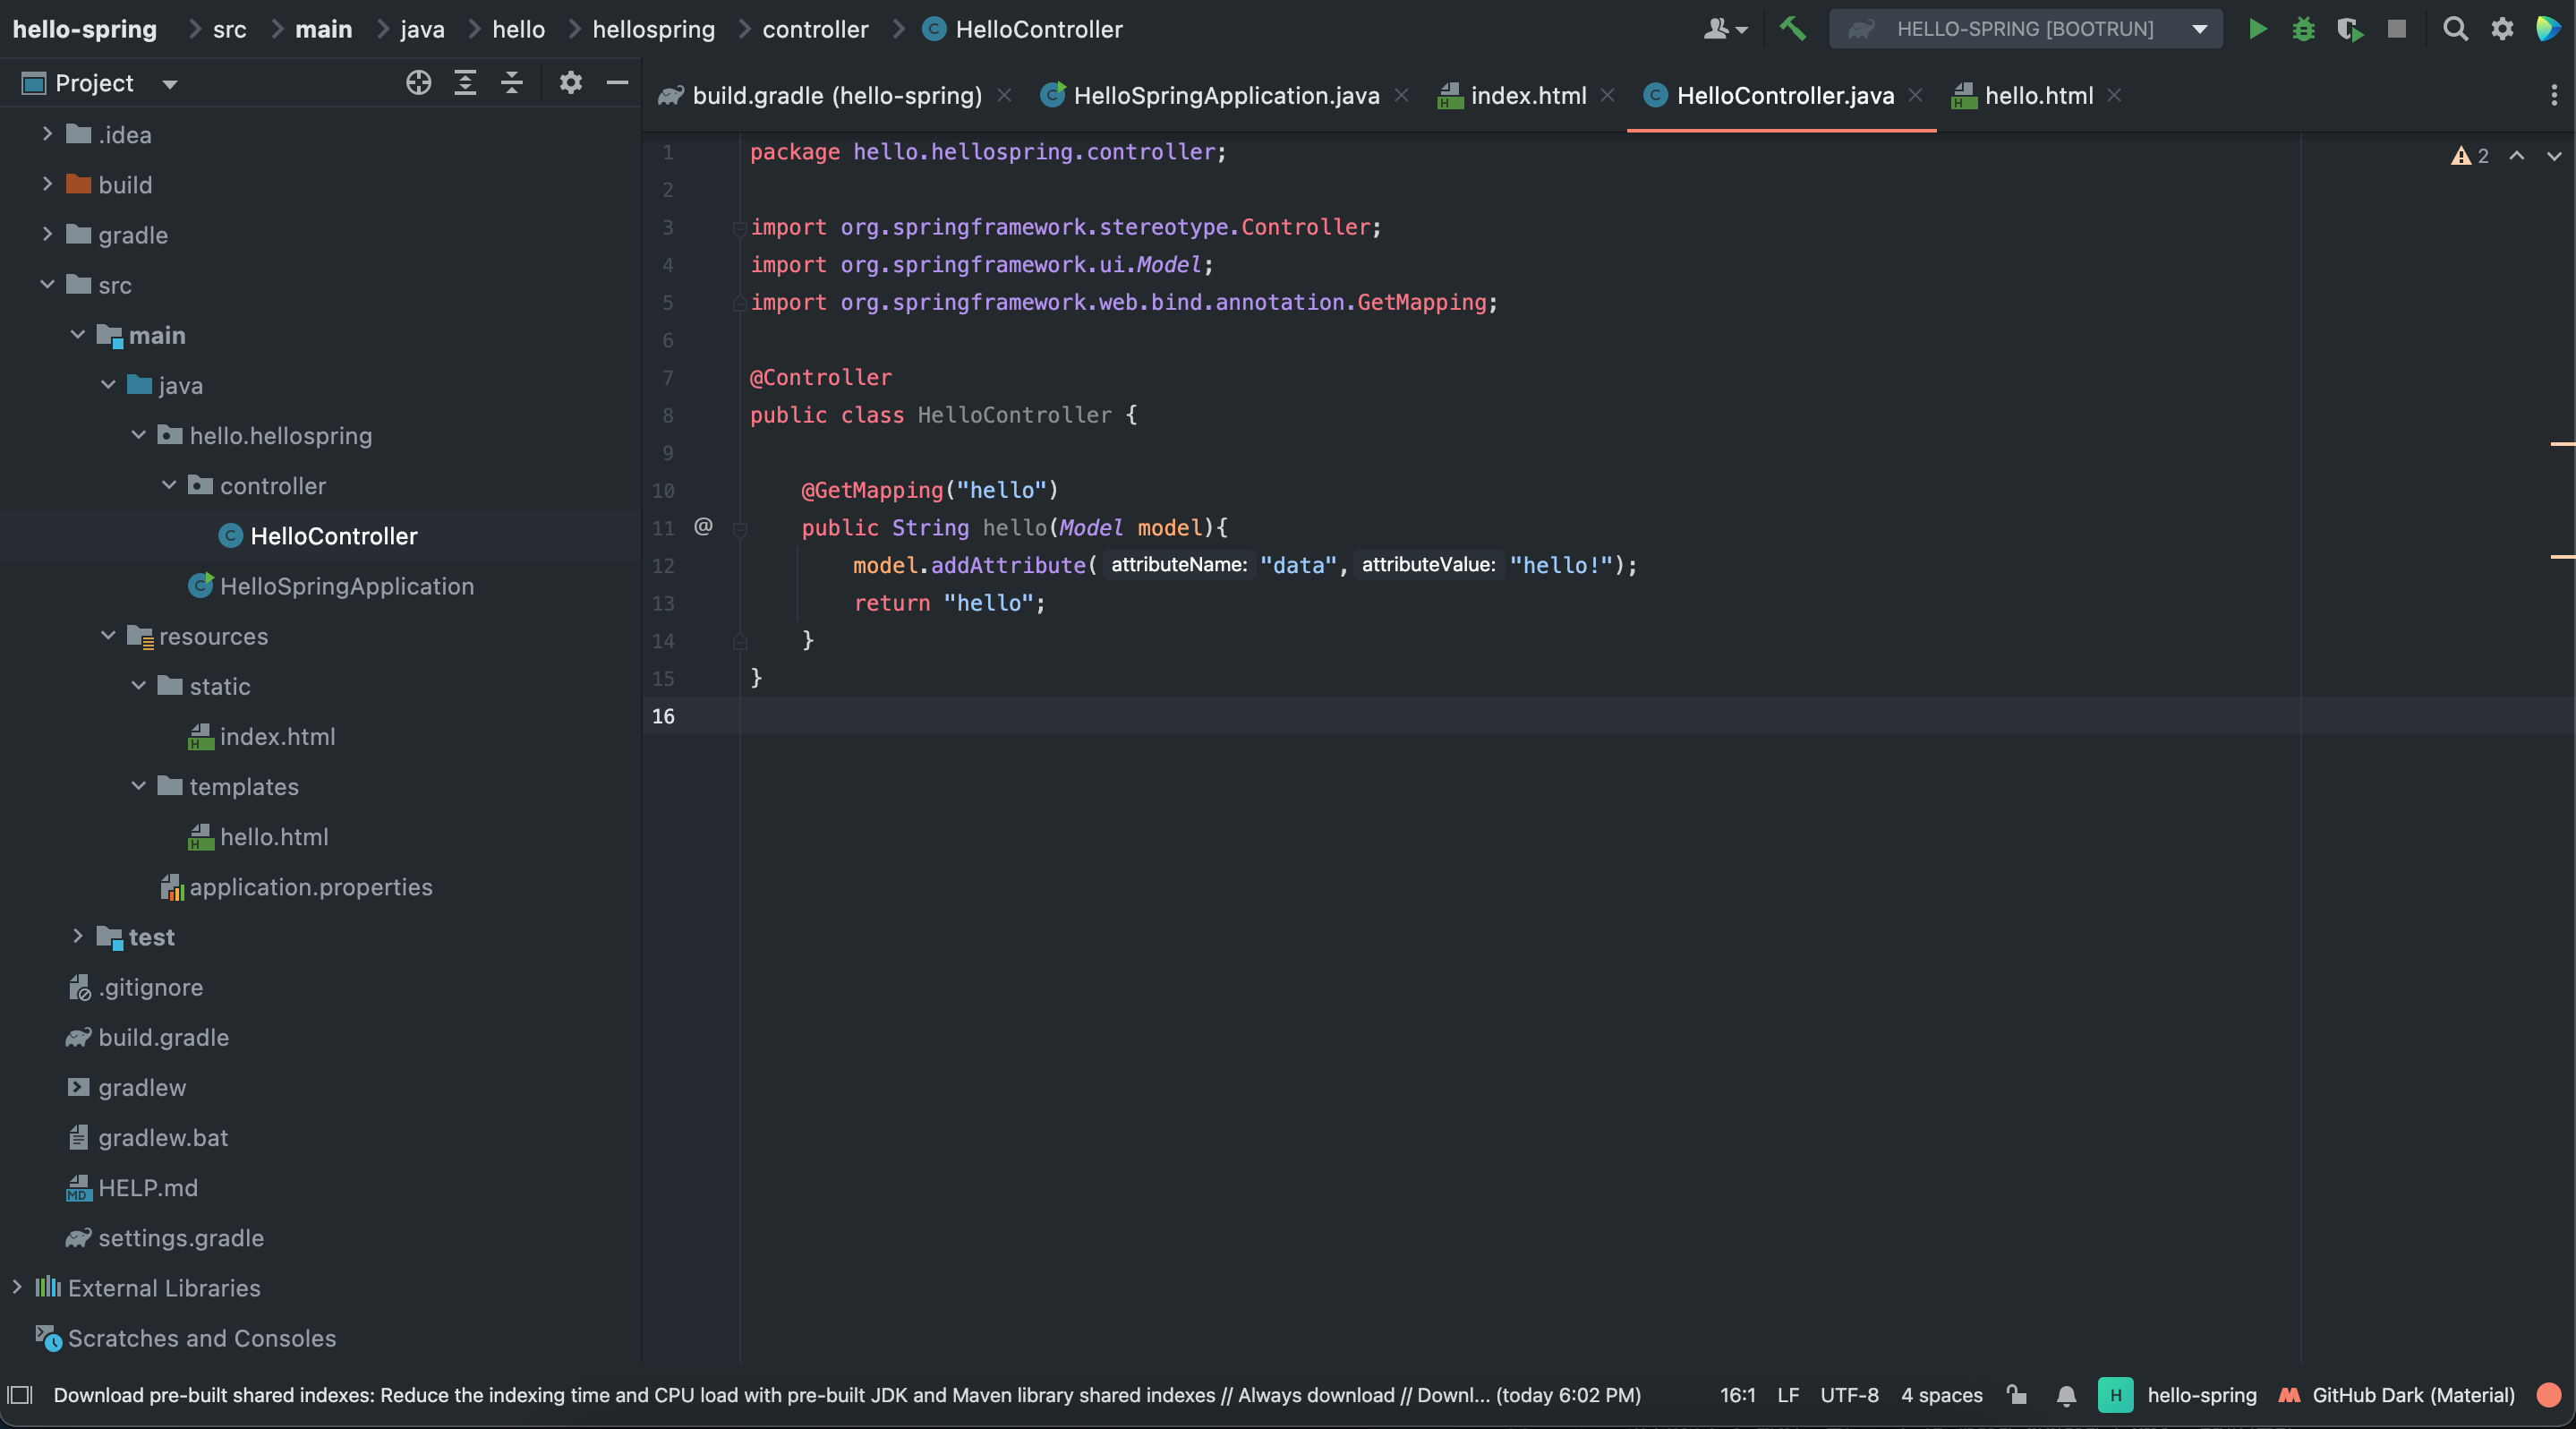 hello-spring src main java hello hellospring controller HelloController HELLO-SPRING [BOOTRUN]
Project
build.gradle (hello-spring) HelloSpringApplication.java index.html HelloController.java hello.html
.idea
build
gradle
src
main
java
hello.hellospring
controller
HelloController
HelloSpringApplication
resources
static
index.html
templates
hello.html
application.properties
test
.gitignore
build.gradle
gradlew
gradlew.bat
HELP.md
settings.gradle
External Libraries
Scratches and Consoles
2
1 package hello.hellospring.controller;
2
3 import org.springframework.stereotype.Controller;
4 import org.springframework.ui.Model;
5 import org.springframework.web.bind.annotation.GetMapping;
6
7 @Controller
8 public class HelloController {
9
10 @GetMapping("hello")
11 @ public String hello(Model model){
12 model.addAttribute( attributeName: "data", attributeValue: "hello!");
13 return "hello";
14 }
15 }
16
Download pre-built shared indexes: Reduce the indexing time and CPU load with pre-built JDK and Maven library shared indexes // Always download // Downl... (today 6:02 PM) 16:1 LF UTF-8 4 spaces H hello-spring GitHub Dark (Material)